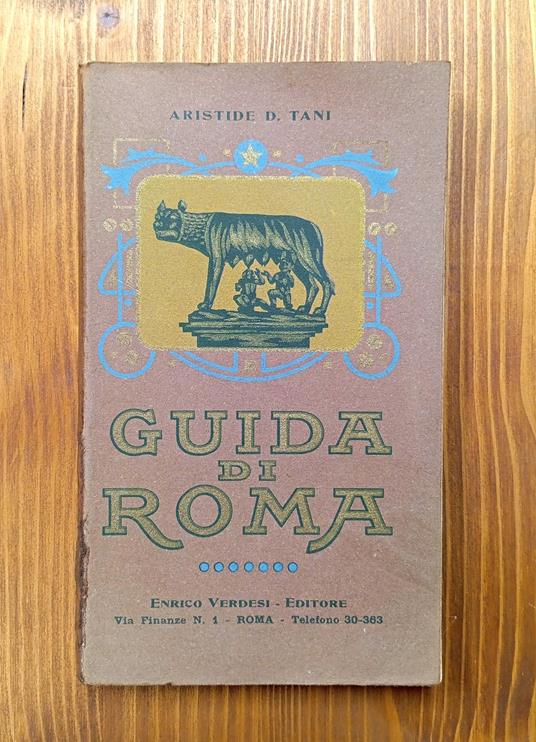 ARISTIDE D. TANI
GUIDA
DI
ROMA
ENRICO VERDESI - EDITORE
Via Finanze N. 1 - ROMA - Telefono 30-363